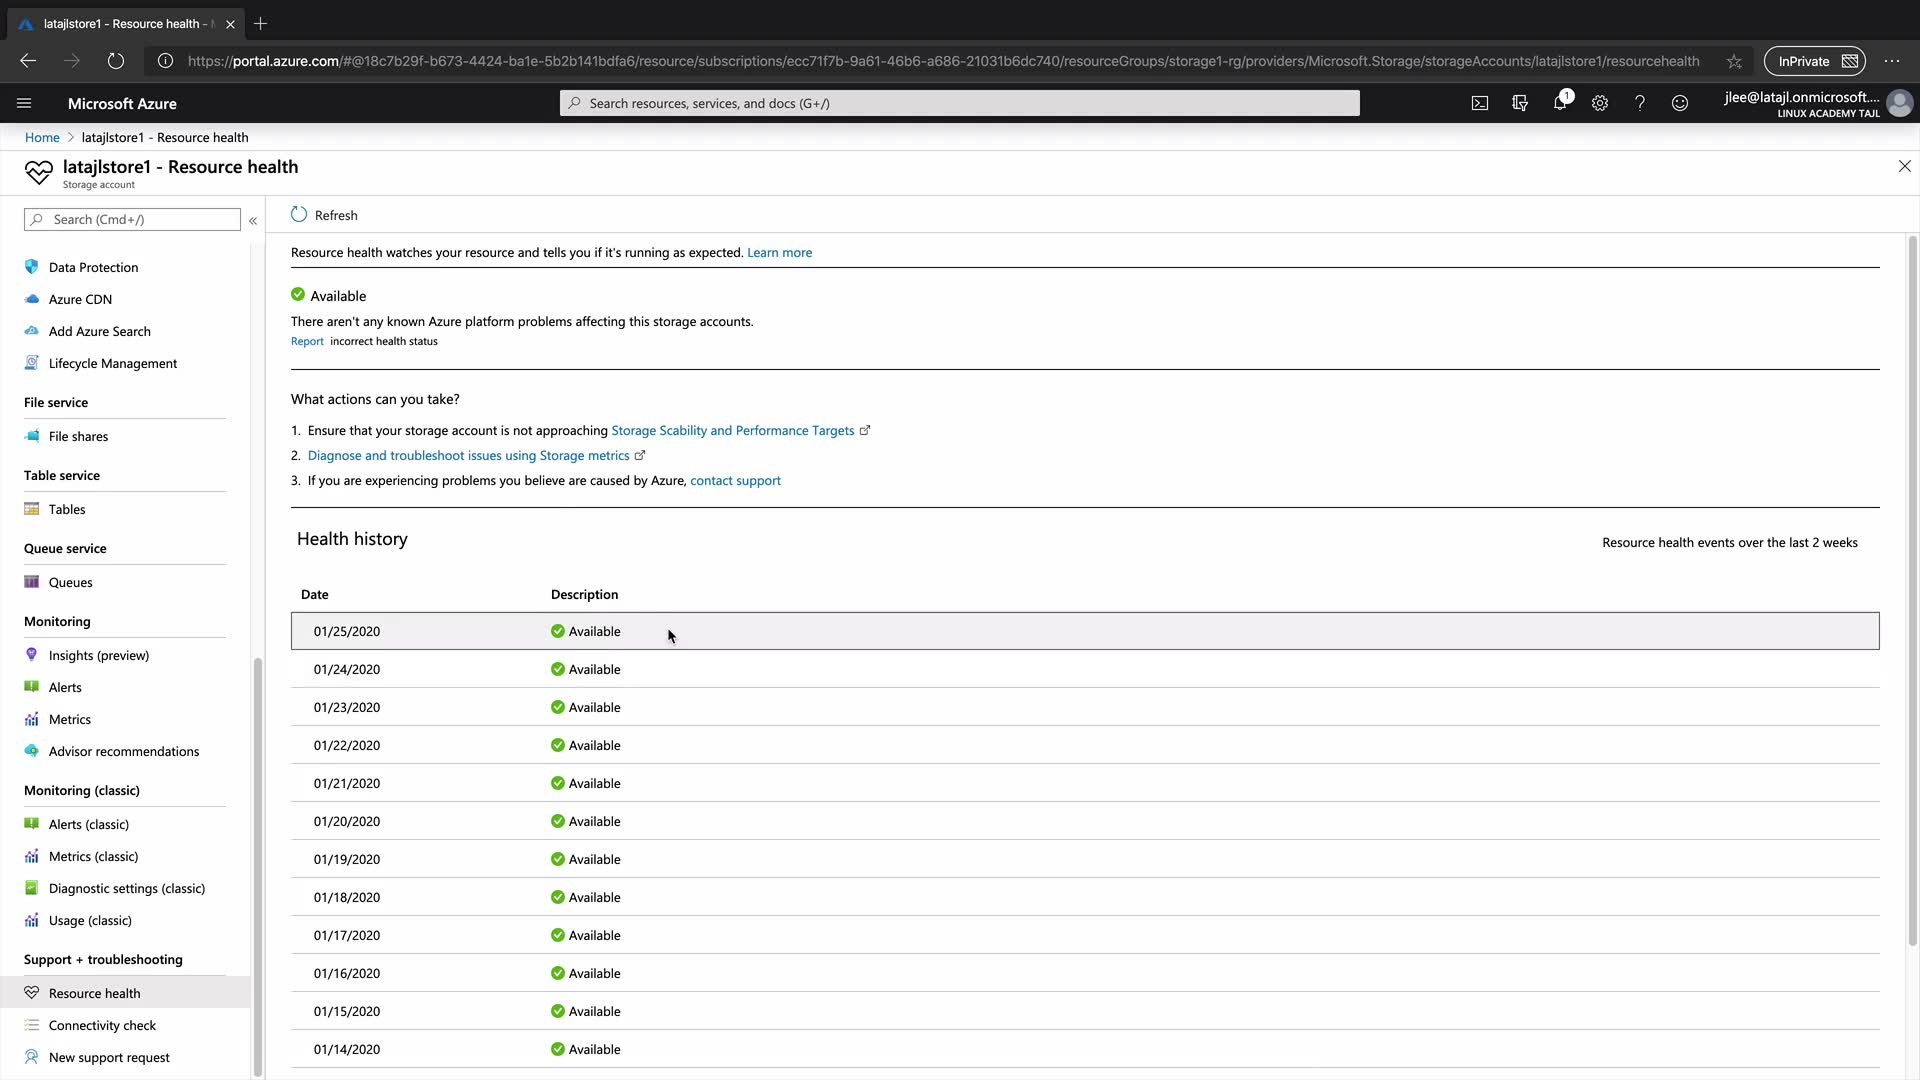 latajlstore1 - Resource health -
https://portal.azure.com/#@18c7b29f-b673-4424-ba1e-5b2b141bdfa6/resource/subscriptions/ecc71f7b-9a61-46b6-a686-21031b6dc740/resourceGroups/storage1-rg/providers/Microsoft.Storage/storageAccounts/latajlstore1/resourcehealth
InPrivate
Microsoft Azure
Search resources, services, and docs (G+/)
1
jlee@latajl.onmicrosoft....
LINUX ACADEMY TAJL
Home > latajlstore1 - Resource health
latajlstore1 - Resource health
Storage account
Search (Cmd+/)
«
Data Protection
Azure CDN
Add Azure Search
Lifecycle Management
File service
File shares
Table service
Tables
Queue service
Queues
Monitoring
Insights (preview)
Alerts
Metrics
Advisor recommendations
Monitoring (classic)
Alerts (classic)
Metrics (classic)
Diagnostic settings (classic)
Usage (classic)
Support + troubleshooting
Resource health
Connectivity check
New support request
Refresh
Resource health watches your resource and tells you if it's running as expected. Learn more
Available
There aren't any known Azure platform problems affecting this storage accounts.
Report incorrect health status
What actions can you take?
1. Ensure that your storage account is not approaching Storage Scability and Performance Targets
2. Diagnose and troubleshoot issues using Storage metrics
3. If you are experiencing problems you believe are caused by Azure, contact support
Health history
Resource health events over the last 2 weeks
Date Description
01/25/2020 Available
01/24/2020 Available
01/23/2020 Available
01/22/2020 Available
01/21/2020 Available
01/20/2020 Available
01/19/2020 Available
01/18/2020 Available
01/17/2020 Available
01/16/2020 Available
01/15/2020 Available
01/14/2020 Available